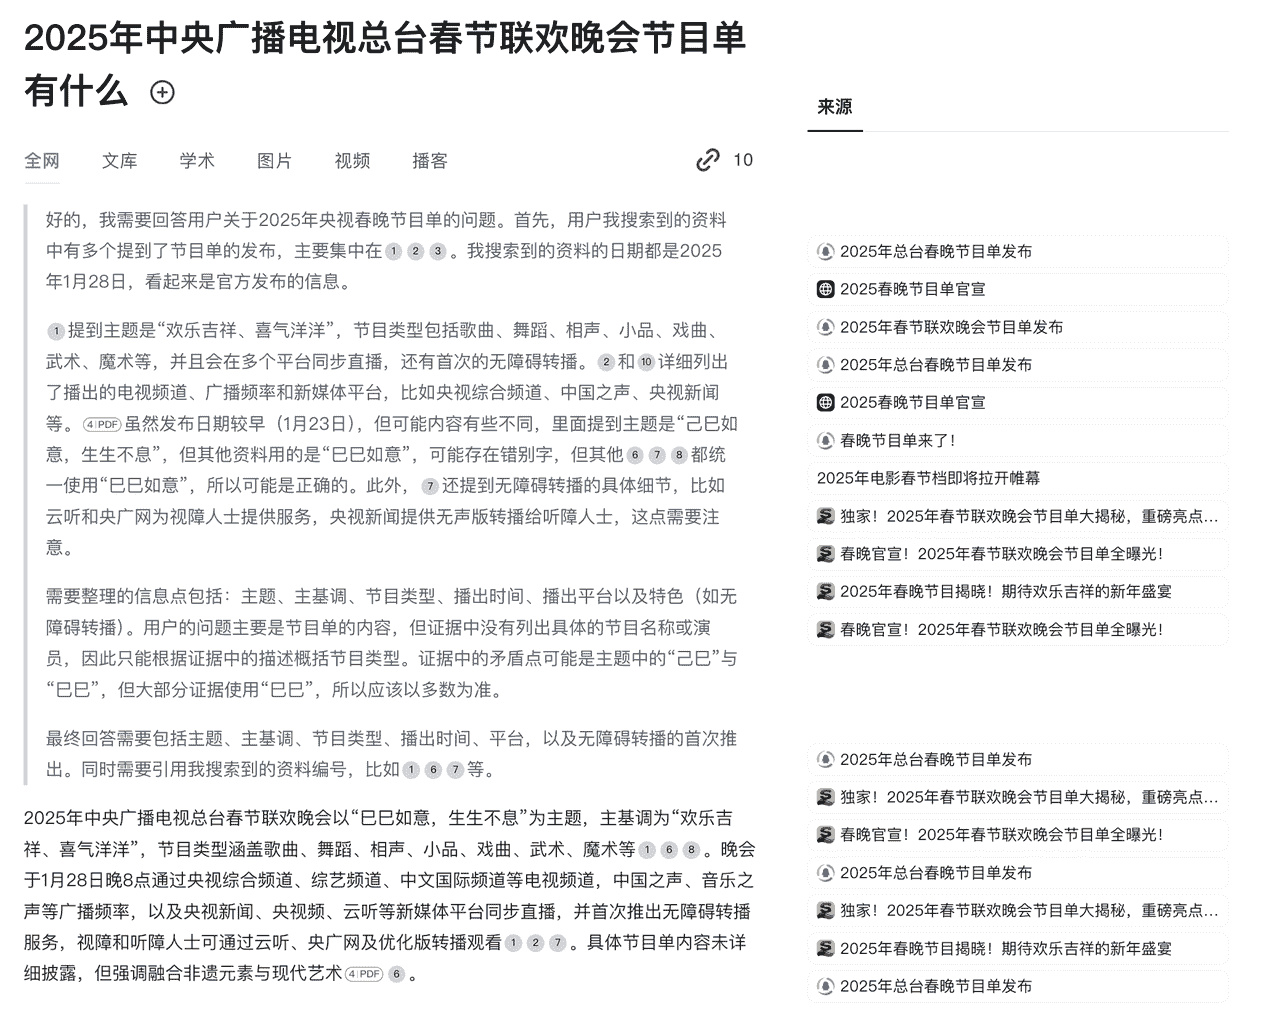 2025年中央广播电视总台春节联欢晚会节目单
有什么
全网 文库 学术 图片 视频 播客 10
好的，我需要回答用户关于2025年央视春晚节目单的问题。首先，用户我搜索到的资料
中有多个提到了节目单的发布，主要集中在 1 2 3 。我搜索到的资料的日期都是2025
年1月28日，看起来是官方发布的信息。
1 提到主题是“欢乐吉祥、喜气洋洋”，节目类型包括歌曲、舞蹈、相声、小品、戏曲、
武术、魔术等，并且会在多个平台同步直播，还有首次的无障碍转播。 2 和 10 详细列出
了播出的电视频道、广播频率和新媒体平台，比如央视综合频道、中国之声、央视新闻
等。 4|PDF 虽然发布日期较早（1月23日），但可能内容有些不同，里面提到主题是“己巳如
意，生生不息”，但其他资料用的是“巳巳如意”，可能存在错别字，但其他 6 7 8 都统
一使用“巳巳如意”，所以可能是正确的。此外， 7 还提到无障碍转播的具体细节，比如
云听和央广网为视障人士提供服务，央视新闻提供无声版转播给听障人士，这点需要注
意。
需要整理的信息点包括：主题、主基调、节目类型、播出时间、播出平台以及特色（如无
障碍转播）。用户的问题主要是节目单的内容，但证据中没有列出具体的节目名称或演
员，因此只能根据证据中的描述概括节目类型。证据中的矛盾点可能是主题中的“己巳”与
“巳巳”，但大部分证据使用“巳巳”，所以应该以多数为准。
最终回答需要包括主题、主基调、节目类型、播出时间、平台，以及无障碍转播的首次推
出。同时需要引用我搜索到的资料编号，比如 1 6 7 等。
2025年中央广播电视总台春节联欢晚会以“巳巳如意，生生不息”为主题，主基调为“欢乐吉
祥、喜气洋洋”，节目类型涵盖歌曲、舞蹈、相声、小品、戏曲、武术、魔术等 1 6 8 。晚会
于1月28日晚8点通过央视综合频道、综艺频道、中文国际频道等电视频道，中国之声、音乐之
声等广播频率，以及央视新闻、央视频、云听等新媒体平台同步直播，并首次推出无障碍转播
服务，视障和听障人士可通过云听、央广网及优化版转播观看 1 2 7 。具体节目单内容未详
细披露，但强调融合非遗元素与现代艺术 4|PDF 6 。
来源
2025年总台春晚节目单发布
2025春晚节目单官宣
2025年春节联欢晚会节目单发布
2025年总台春晚节目单发布
2025春晚节目单官宣
春晚节目单来了！
2025年电影春节档即将拉开帷幕
独家！2025年春节联欢晚会节目单大揭秘，重磅亮点...
春晚官宣！2025年春节联欢晚会节目单全曝光！
2025年春晚节目揭晓！期待欢乐吉祥的新年盛宴
春晚官宣！2025年春节联欢晚会节目单全曝光！
2025年总台春晚节目单发布
独家！2025年春节联欢晚会节目单大揭秘，重磅亮点...
春晚官宣！2025年春节联欢晚会节目单全曝光！
2025年总台春晚节目单发布
独家！2025年春节联欢晚会节目单大揭秘，重磅亮点...
2025年春晚节目揭晓！期待欢乐吉祥的新年盛宴
2025年总台春晚节目单发布